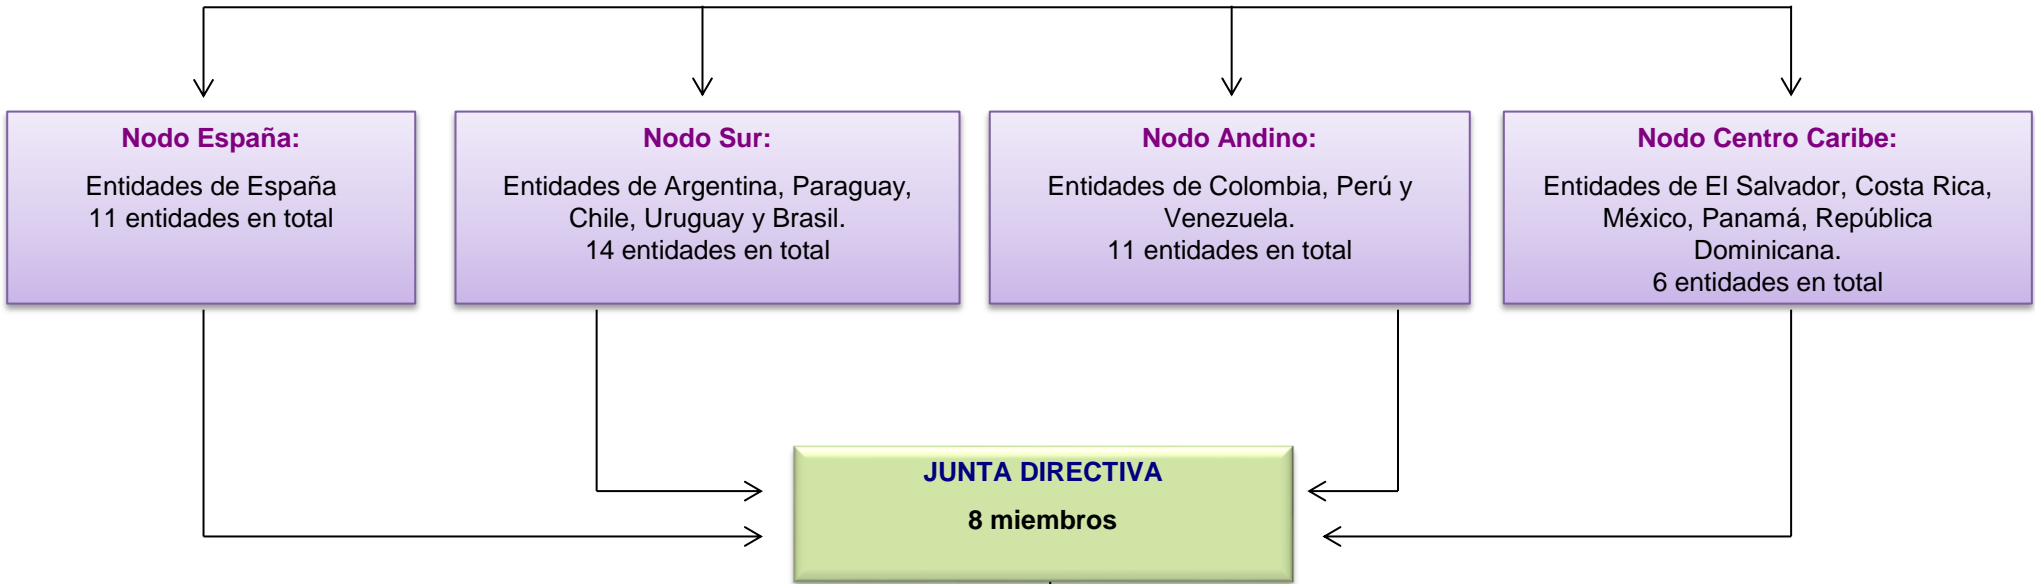 Nodo España:
Entidades de España
11 entidades en total
Nodo Sur:
Entidades de Argentina, Paraguay,
Chile, Uruguay y Brasil.
14 entidades en total
Nodo Andino:
Entidades de Colombia, Perú y
Venezuela.
11 entidades en total
Nodo Centro Caribe:
Entidades de El Salvador, Costa Rica,
México, Panamá, República
Dominicana.
6 entidades en total
JUNTA DIRECTIVA
8 miembros